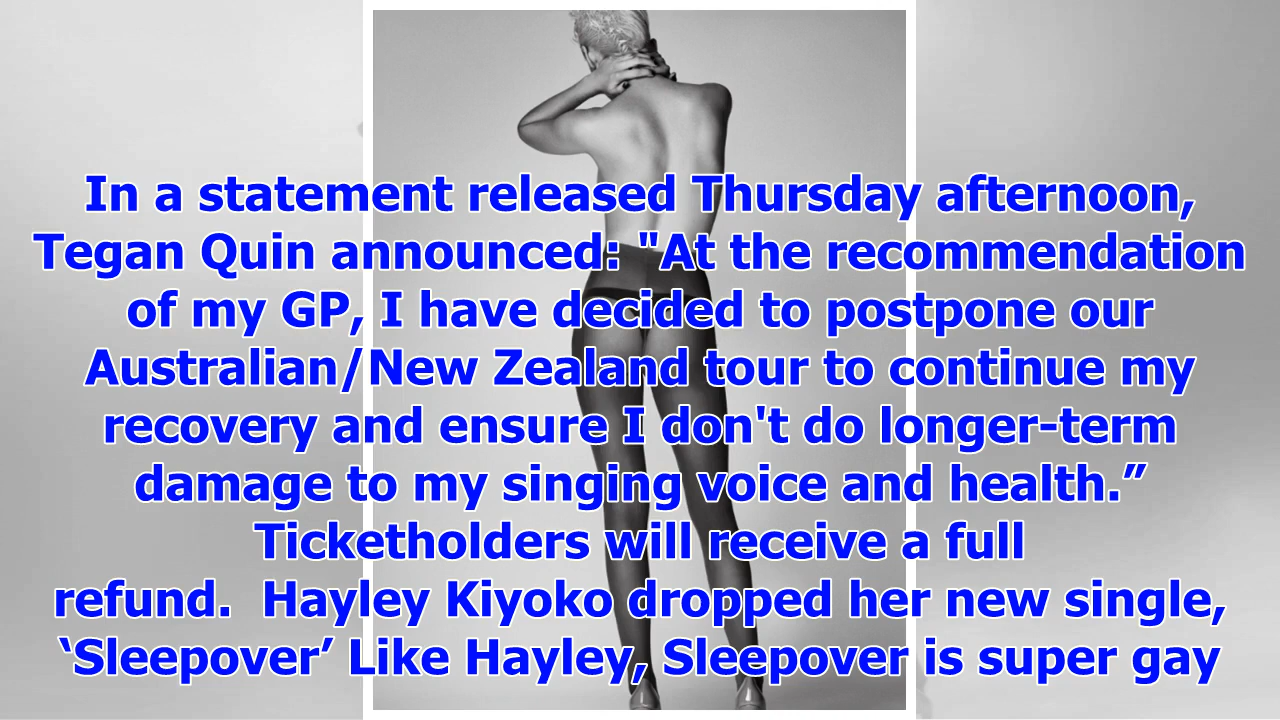 In a statement released Thursday afternoon,
Tegan Quin announced: "At the recommendation
of my GP, I have decided to postpone our
Australian/New Zealand tour to continue my
recovery and ensure I don't do longer-term
damage to my singing voice and health.”
Ticketholders will receive a full
refund.  Hayley Kiyoko dropped her new single,
‘Sleepover’ Like Hayley, Sleepover is super gay